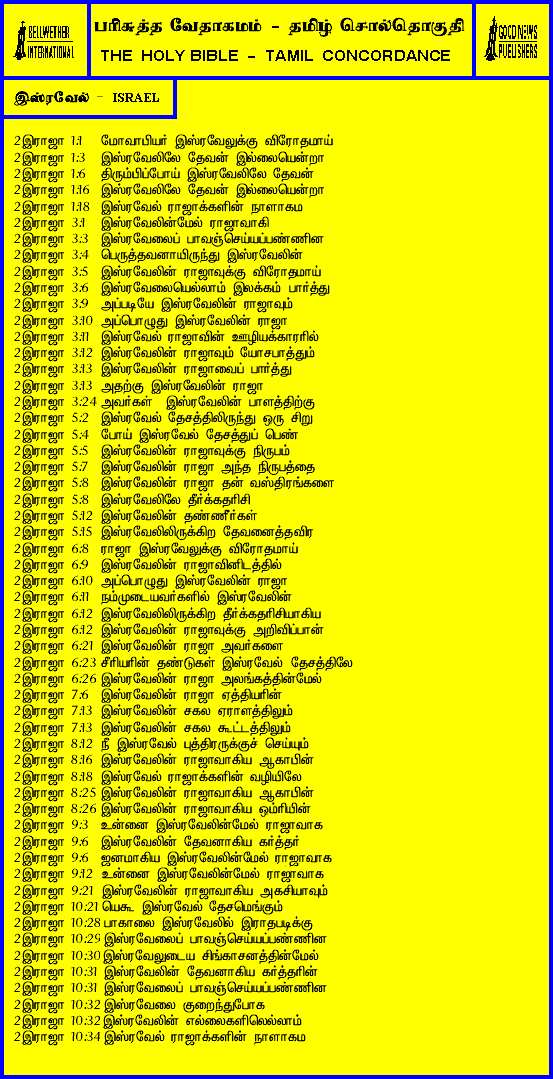 BELLWETHER
INTERNATIONAL
பரிசுத்த வேதாகமம் - தமிழ் சொல்தொகுதி
THE HOLY BIBLE - TAMIL CONCORDANCE
GOOD NEWS
PUBLISHERS
இஸ்ரவேல் - ISRAEL
2இராஜா 1:1 மோவாபியர் இஸ்ரவேலுக்கு விரோதமாய்
2இராஜா 1:3 இஸ்ரவேலிலே தேவன் இல்லையென்றா
2இராஜா 1:6 திரும்பிப்போய் இஸ்ரவேலிலே தேவன்
2இராஜா 1:16 இஸ்ரவேலிலே தேவன் இல்லையென்றா
2இராஜா 1:18 இஸ்ரவேல் ராஜாக்களின் நாளாகம
2இராஜா 3:1 இஸ்ரவேலின்மேல் ராஜாவாகி
2இராஜா 3:3 இஸ்ரவேலைப் பாவஞ்செய்யப்பண்ணின
2இராஜா 3:4 பெருத்தவனாயிருந்து இஸ்ரவேலின்
2இராஜா 3:5 இஸ்ரவேலின் ராஜாவுக்கு விரோதமாய்
2இராஜா 3:6 இஸ்ரவேலையெல்லாம் இலக்கம் பார்த்து
2இராஜா 3:9 அப்படியே இஸ்ரவேலின் ராஜாவும்
2இராஜா 3:10 அப்பொழுது இஸ்ரவேலின் ராஜா
2இராஜா 3:11 இஸ்ரவேல் ராஜாவின் ஊழியக்காரரில்
2இராஜா 3:12 இஸ்ரவேலின் ராஜாவும் யோசபாத்தும்
2இராஜா 3:13 இஸ்ரவேலின் ராஜாவைப் பார்த்து
2இராஜா 3:13 அதற்கு இஸ்ரவேலின் ராஜா
2இராஜா 3:24 அவர்கள் இஸ்ரவேலின் பாளத்திற்கு
2இராஜா 5:2 இஸ்ரவேல் தேசத்திலிருந்து ஒரு சிறு
2இராஜா 5:4 போய் இஸ்ரவேல் தேசத்துப் பெண்
2இராஜா 5:5 இஸ்ரவேலின் ராஜாவுக்கு நிருபம்
2இராஜா 5:7 இஸ்ரவேலின் ராஜா அந்த நிருபத்தை
2இராஜா 5:8 இஸ்ரவேலின் ராஜா தன் வஸ்திரங்களை
2இராஜா 5:8 இஸ்ரவேலிலே தீர்க்கதரிசி
2இராஜா 5:12 இஸ்ரவேலின் தண்ணீர்கள்
2இராஜா 5:15 இஸ்ரவேலிலிருக்கிற தேவனைத்தவிர
2இராஜா 6:8 ராஜா இஸ்ரவேலுக்கு விரோதமாய்
2இராஜா 6:9 இஸ்ரவேலின் ராஜாவினிடத்தில்
2இராஜா 6:10 அப்பொழுது இஸ்ரவேலின் ராஜா
2இராஜா 6:11 நம்முடையவர்களில் இஸ்ரவேலின்
2இராஜா 6:12 இஸ்ரவேலிலிருக்கிற தீர்க்கதரிசியாகிய
2இராஜா 6:12 இஸ்ரவேலின் ராஜாவுக்கு அறிவிப்பான்
2இராஜா 6:21 இஸ்ரவேலின் ராஜா அவர்களை
2இராஜா 6:23 சீரியரின் தண்டுகள் இஸ்ரவேல் தேசத்திலே
2இராஜா 6:26 இஸ்ரவேலின் ராஜா அலங்கத்தின்மேல்
2இராஜா 7:6 இஸ்ரவேலின் ராஜா ஏத்தியரின்
2இராஜா 7:13 இஸ்ரவேலின் சகல ஏராளத்திலும்
2இராஜா 7:13 இஸ்ரவேலின் சகல கூட்டத்திலும்
2இராஜா 8:12 நீ இஸ்ரவேல் புத்திரருக்குச் செய்யும்
2இராஜா 8:16 இஸ்ரவேலின் ராஜாவாகிய ஆகாபின்
2இராஜா 8:18 இஸ்ரவேல் ராஜாக்களின் வழியிலே
2இராஜா 8:25 இஸ்ரவேலின் ராஜாவாகிய ஆகாபின்
2இராஜா 8:26 இஸ்ரவேலின் ராஜாவாகிய ஒம்ரியின்
2இராஜா 9:3 உன்னை இஸ்ரவேலின்மேல் ராஜாவாக
2இராஜா 9:6 இஸ்ரவேலின் தேவனாகிய கர்த்தர்
2இராஜா 9:6 ஜனமாகிய இஸ்ரவேலின்மேல் ராஜாவாக
2இராஜா 9:12 உன்னை இஸ்ரவேலின்மேல் ராஜாவாக
2இராஜா 9:21 இஸ்ரவேலின் ராஜாவாகிய அகசியாவும்
2இராஜா 10:21 யெகூ இஸ்ரவேல் தேசமெங்கும்
2இராஜா 10:28 பாகாலை இஸ்ரவேலில் இராதபடிக்கு
2இராஜா 10:29 இஸ்ரவேலைப் பாவஞ்செய்யப்பண்ணின
2இராஜா 10:30 இஸ்ரவேலுடைய சிங்காசனத்தின்மேல்
2இராஜா 10:31 இஸ்ரவேலின் தேவனாகிய கர்த்தரின்
2இராஜா 10:31 இஸ்ரவேலைப் பாவஞ்செய்யப்பண்ணின
2இராஜா 10:32 இஸ்ரவேலை குறைந்துபோக
2இராஜா 10:32 இஸ்ரவேலின் எல்லைகளிலெல்லாம்
2இராஜா 10:34 இஸ்ரவேல் ராஜாக்களின் நாளாகம